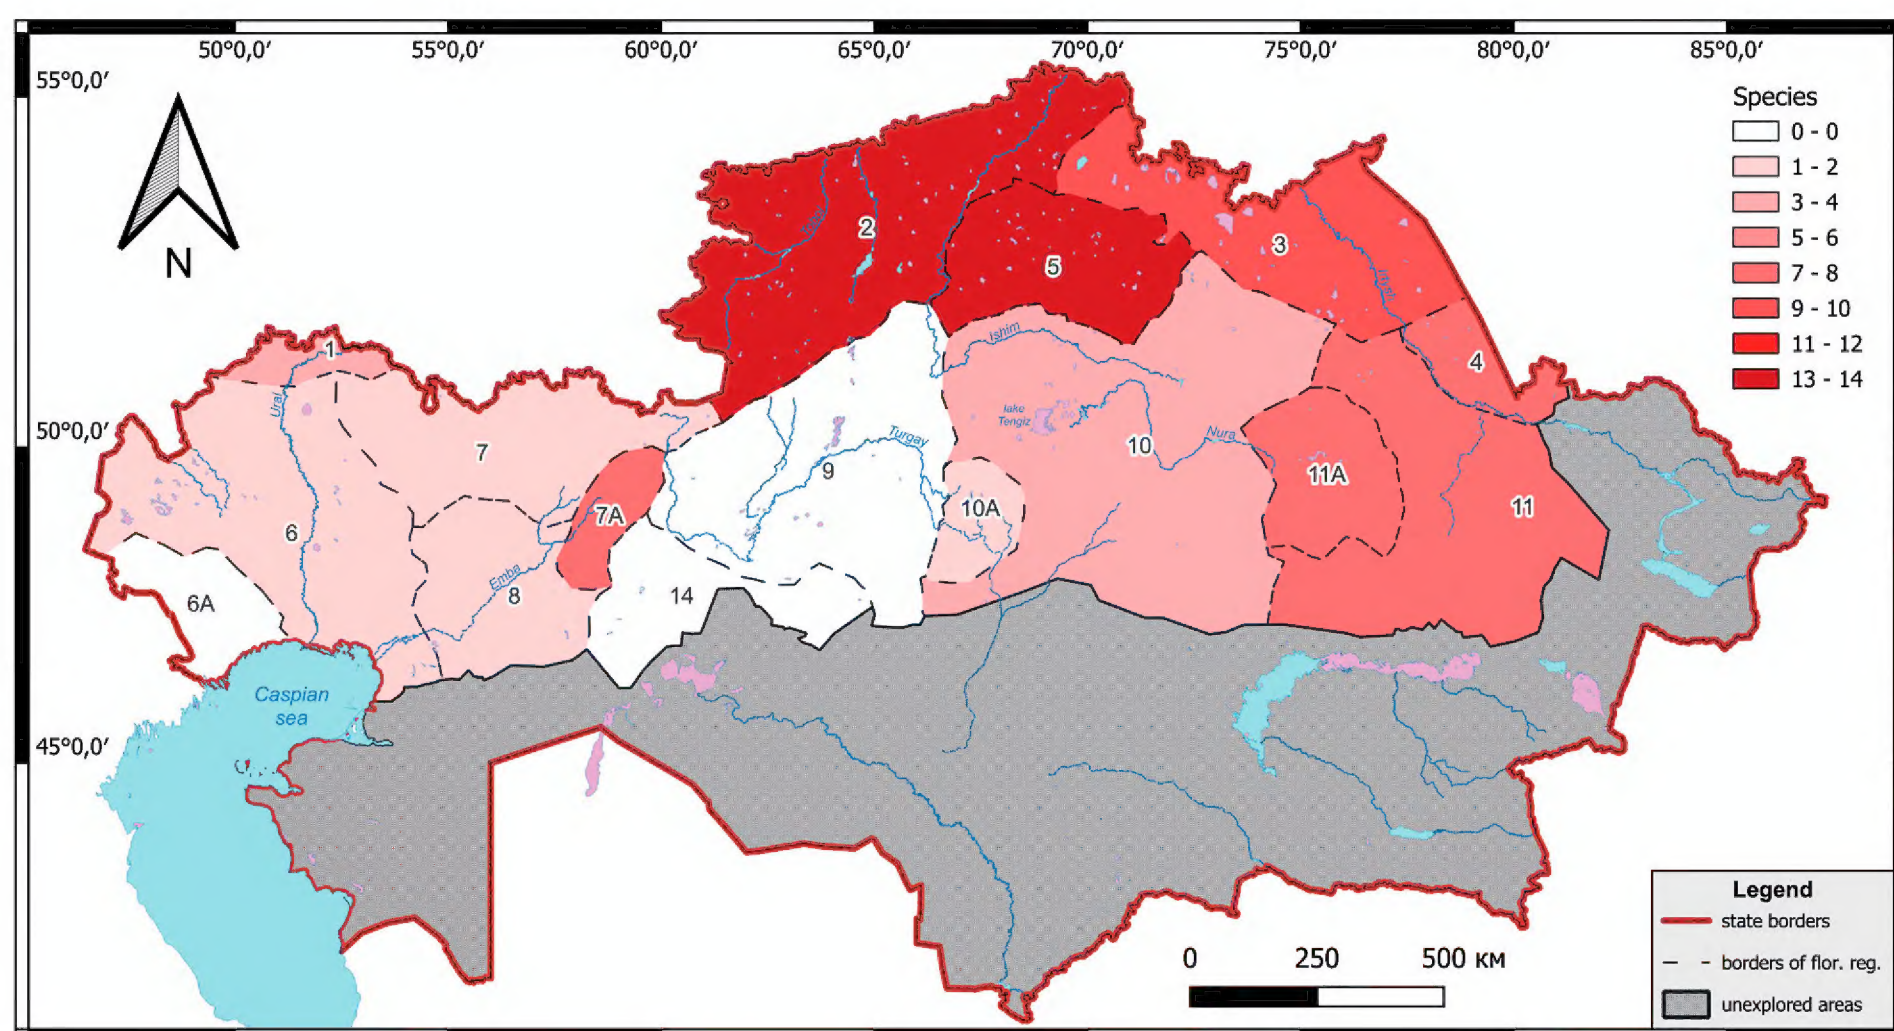 50°0,0′ 55°0,0′ 60°0,0′ 65°0,0′ 70°0,0′ 75°0,0′ 80°0,0′ 85°0,0′
55°0,0′
50°0,0′
45°0,0′
N
Species
0 - 0
1 - 2
3 - 4
5 - 6
7 - 8
9 - 10
11 - 12
13 - 14
1
2
3
4
5
6
6A
7
7A
8
9
10
10A
11
11A
14
Ural
Emba
Turgay
Ishim
lake
Tengiz
Nura
Caspian
sea
0 250 500 км
Legend
state borders
borders of flor. reg.
unexplored areas